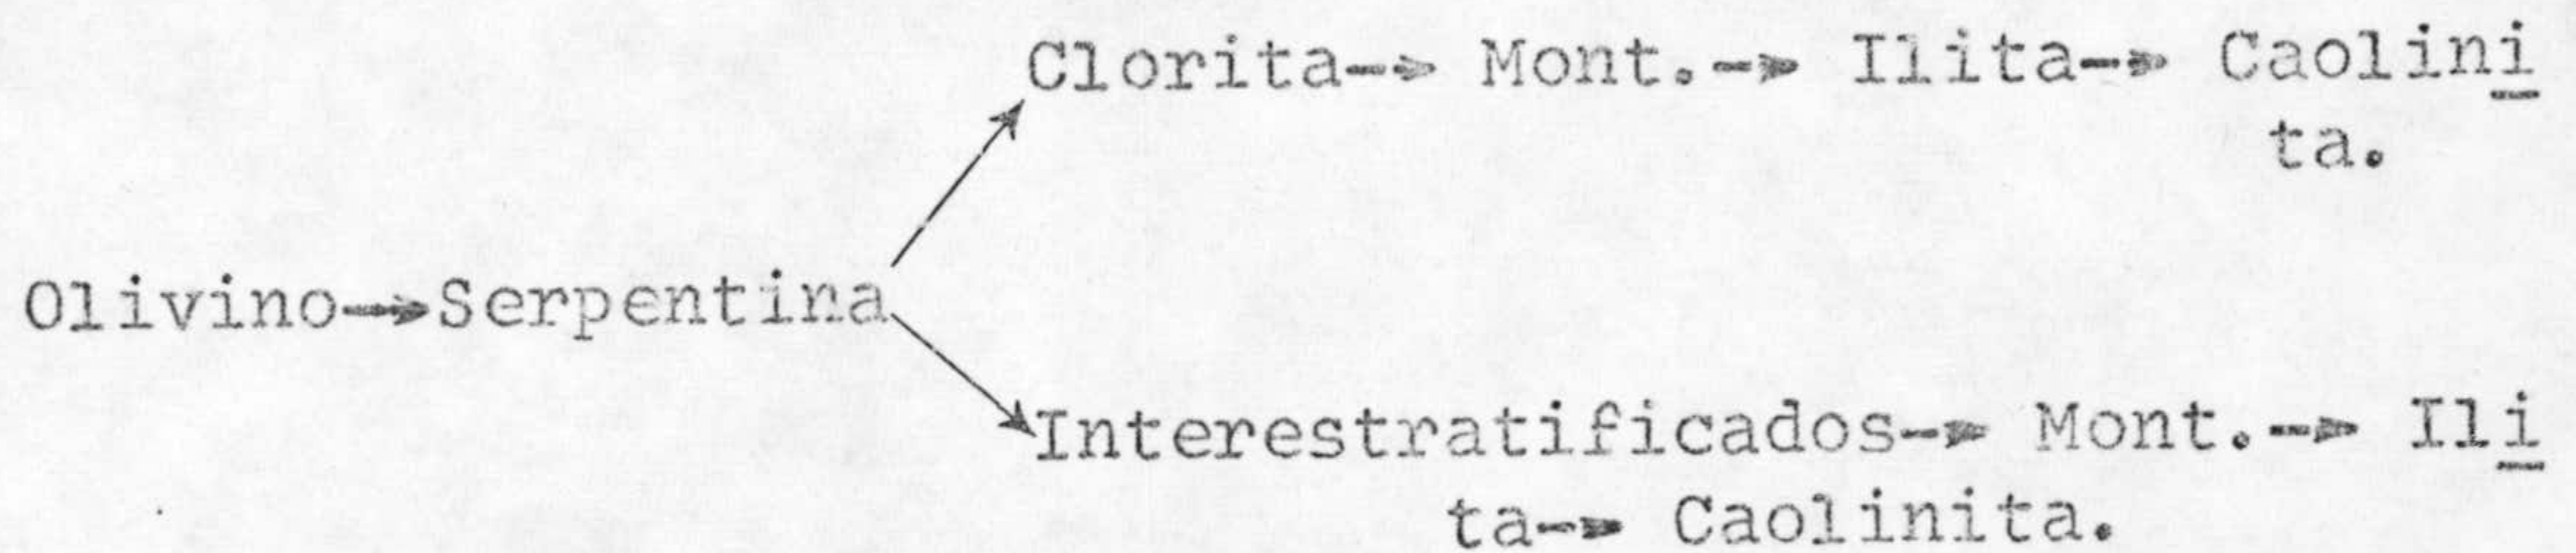 Clorita→ Mont.→ Ilita→ Caolini
ta.
Olivino→Serpentina
Interestratificados→ Mont.→ Ili
ta→ Caolinita.